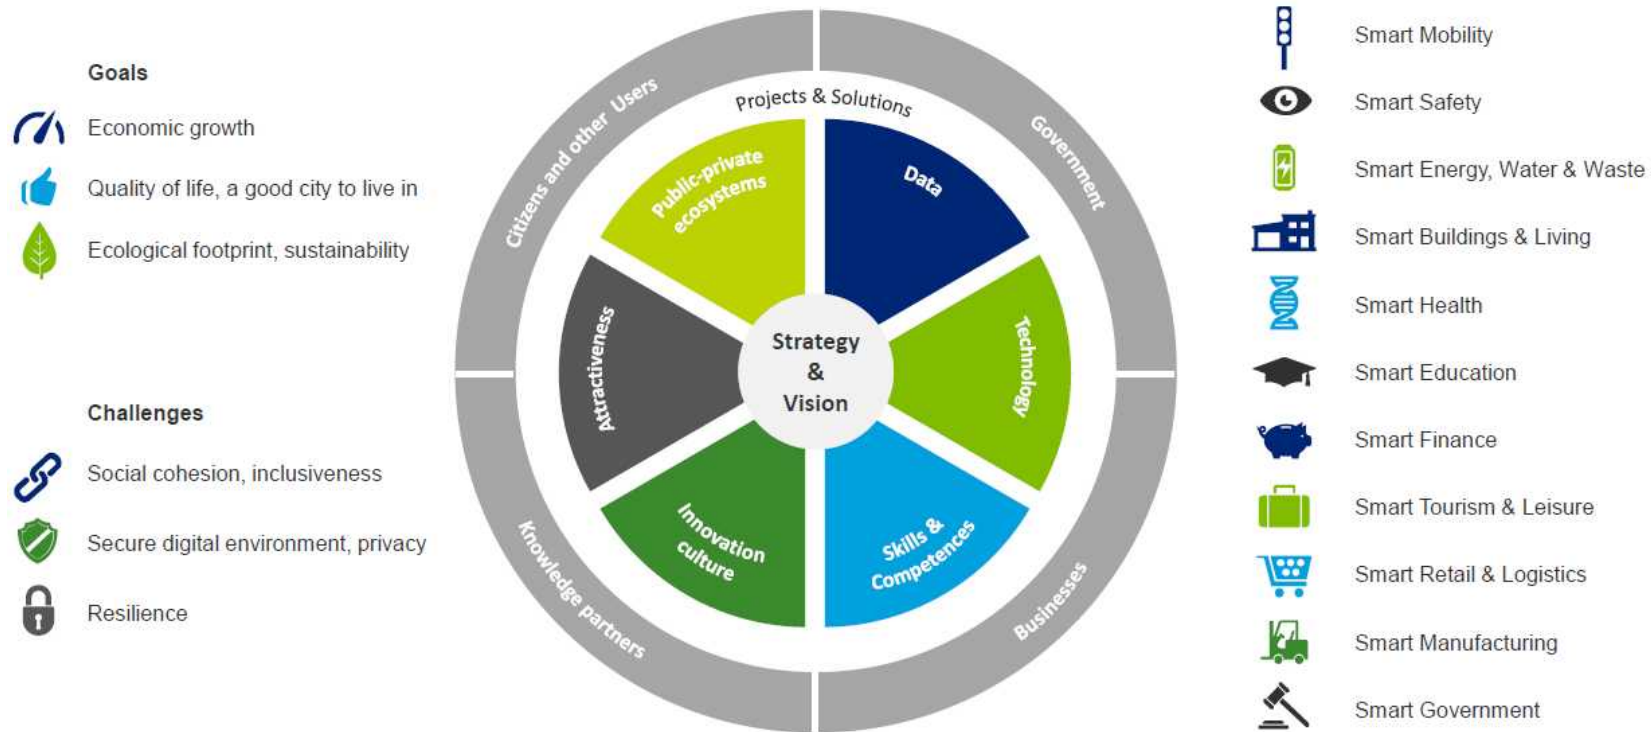 Goals
Economic growth
Quality of life, a good city to live in
Ecological footprint, sustainability
Challenges
Social cohesion, inclusiveness
Secure digital environment, privacy
Resilience
Citizens and other Users
Government
Businesses
Knowledge partners
Projects & Solutions
Public-private
ecosystems
Data
Technology
Skills &
Competences
Innovation
culture
Attractiveness
Strategy
&
Vision
Smart Mobility
Smart Safety
Smart Energy, Water & Waste
Smart Buildings & Living
Smart Health
Smart Education
Smart Finance
Smart Tourism & Leisure
Smart Retail & Logistics
Smart Manufacturing
Smart Government